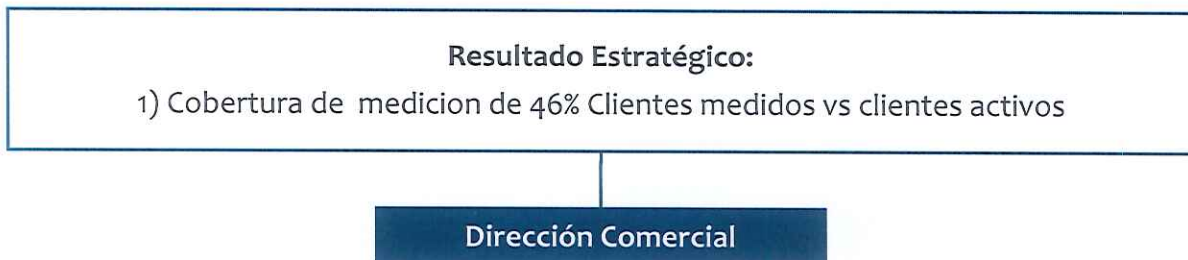 Resultado Estratégico:
1) Cobertura de medicion de 46% Clientes medidos vs clientes activos
Dirección Comercial